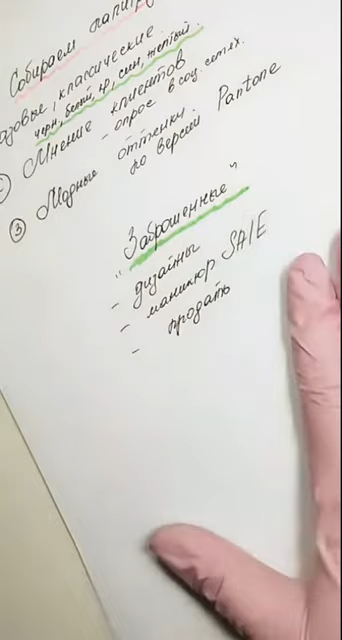 Собираем палитру
базовые, классические
черн, белый, кр, син, желтый.
② Мнение клиентов
- опрос в соц. сетях.
③ Модные оттенки
по версии Pantone
"Заброшенные"
- дизайны
- маникюр SALE
- продать